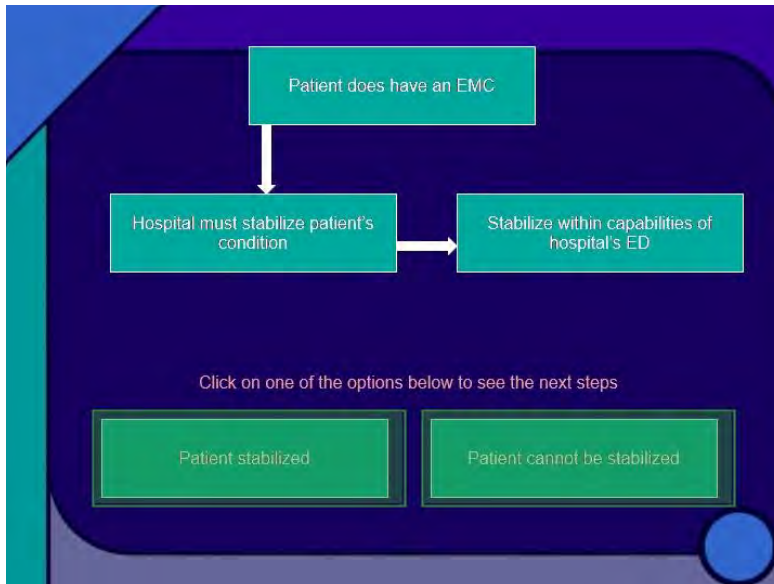 Patient does have an EMC
Hospital must stabilize patient's
condition
Stabilize within capabilities of
hospital's ED
Click on one of the options below to see the next steps
Patient stabilized
Patient cannot be stabilized